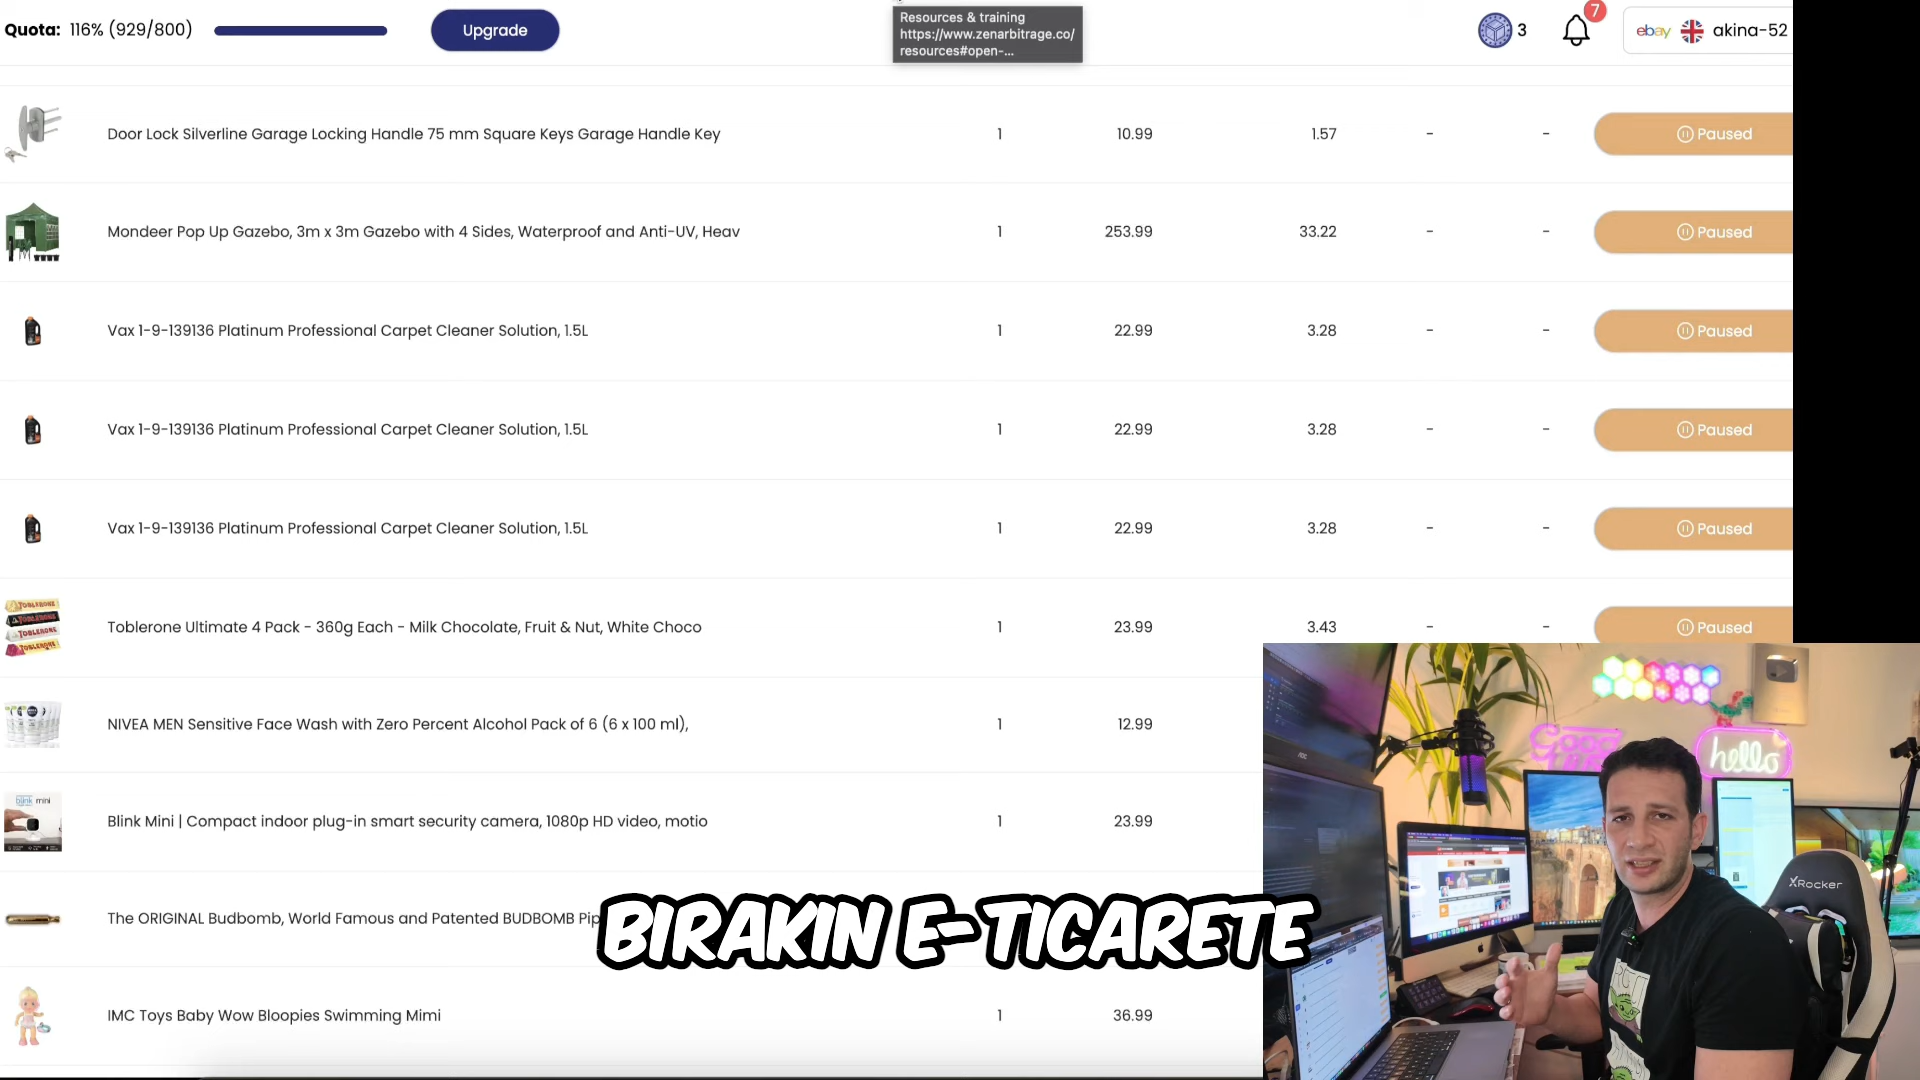 Quota: 116% (929/800)
Upgrade
Resources & training
https://www.zenarbitrage.co/
resources#open-...
3
7
ebay akina-52
Door Lock Silverline Garage Locking Handle 75 mm Square Keys Garage Handle Key 1 10.99 1.57 - - Paused
Mondeer Pop Up Gazebo, 3m x 3m Gazebo with 4 Sides, Waterproof and Anti-UV, Heav 1 253.99 33.22 - - Paused
Vax 1-9-139136 Platinum Professional Carpet Cleaner Solution, 1.5L 1 22.99 3.28 - - Paused
Vax 1-9-139136 Platinum Professional Carpet Cleaner Solution, 1.5L 1 22.99 3.28 - - Paused
Vax 1-9-139136 Platinum Professional Carpet Cleaner Solution, 1.5L 1 22.99 3.28 - - Paused
TOBLERONE
Toblerone Ultimate 4 Pack - 360g Each - Milk Chocolate, Fruit & Nut, White Choco 1 23.99 3.43 - - Paused
NIVEA MEN Sensitive Face Wash with Zero Percent Alcohol Pack of 6 (6 x 100 ml), 1 12.99
blink mini
Blink Mini | Compact indoor plug-in smart security camera, 1080p HD video, motio 1 23.99
The ORIGINAL Budbomb, World Famous and Patented BUDBOMB Pip
IMC Toys Baby Wow Bloopies Swimming Mimi 1 36.99
BIRAKIN E-TICARETE
Good
hello
XRocker